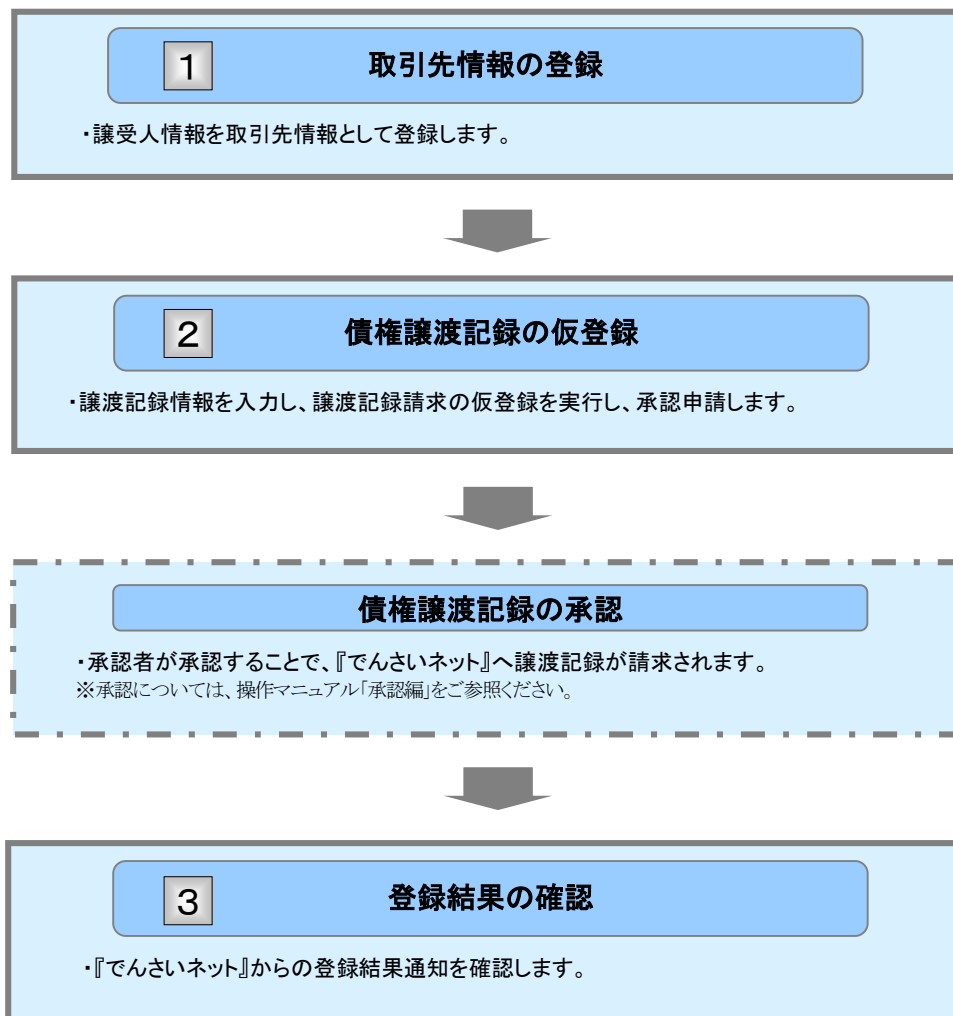 1 取引先情報の登録
・譲受人情報を取引先情報として登録します。
2 債権譲渡記録の仮登録
・譲渡記録情報を入力し、譲渡記録請求の仮登録を実行し、承認申請します。
債権譲渡記録の承認
・承認者が承認することで、『でんさいネット』へ譲渡記録が請求されます。
※承認については、操作マニュアル「承認編」をご参照ください。
3 登録結果の確認
・『でんさいネット』からの登録結果通知を確認します。